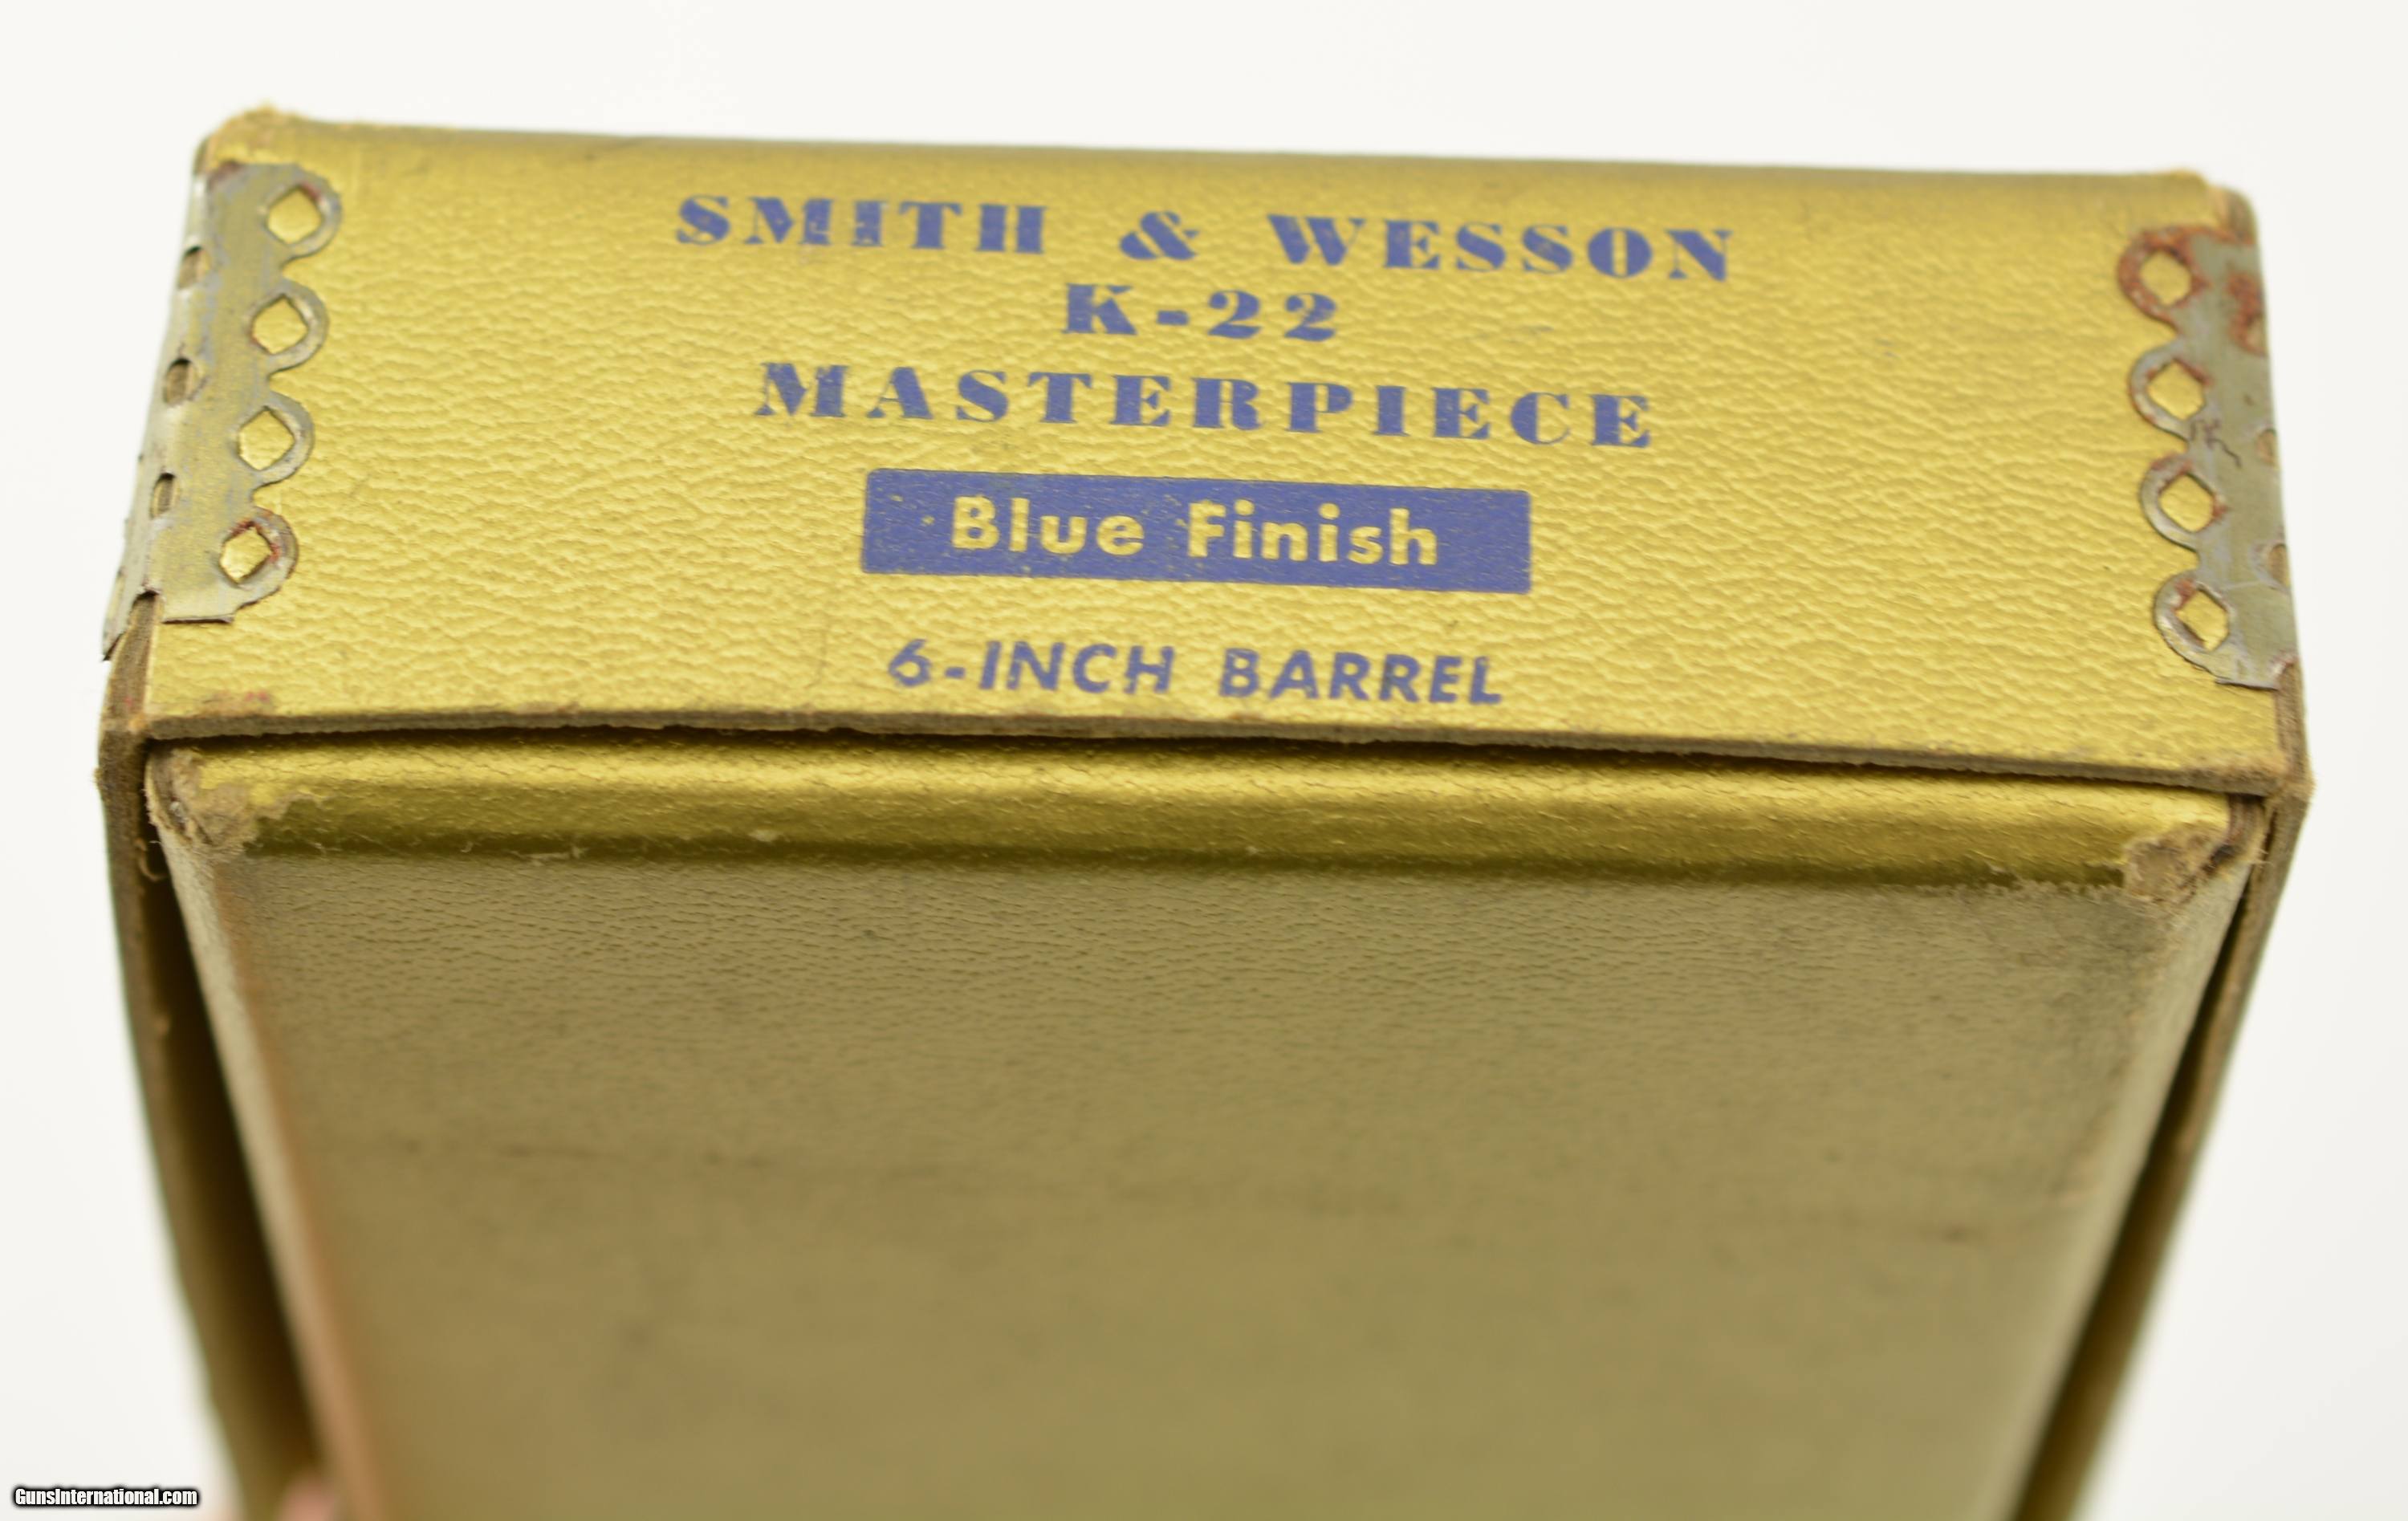 SMITH & WESSON
K-22
MASTERPIECE
Blue Finish
6-INCH BARREL
GunsInternational.com